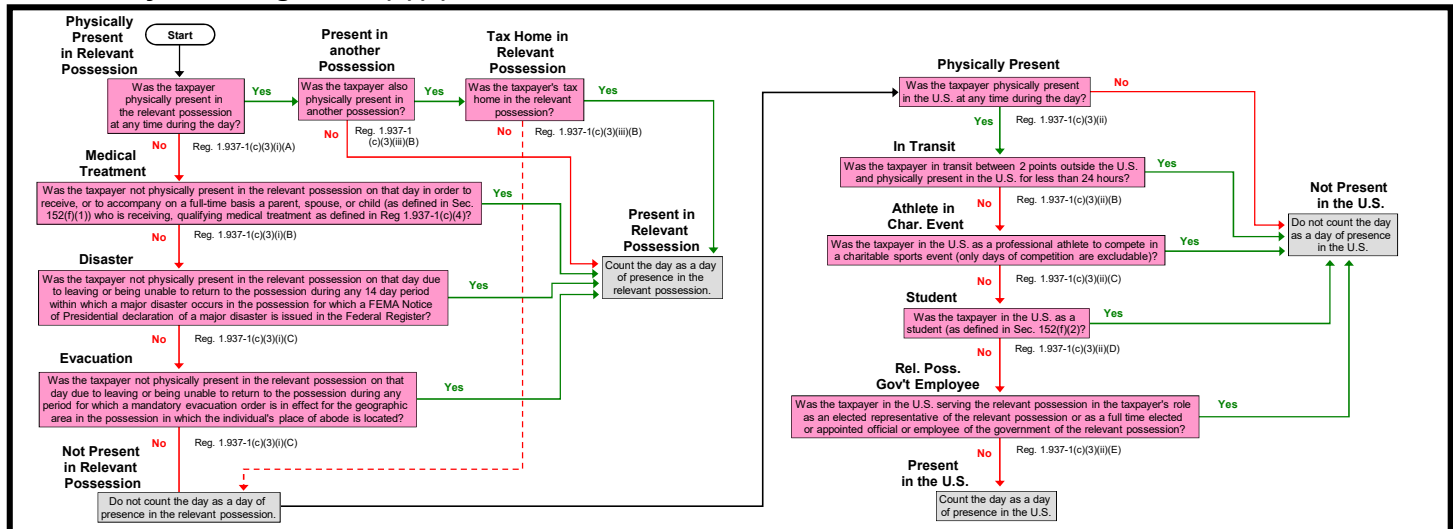 Physically
Present
in Relevant
Possession
Start
Was the taxpayer
physically present in
the relevant possession
at any time during the day?
Yes
No
Reg. 1.937-1(c)(3)(i)(A)
Present in
another
Possession
Was the taxpayer also
physically present in
another possession?
Yes
No
Reg. 1.937-1
(c)(3)(iii)(B)
Tax Home in
Relevant
Possession
Was the taxpayer's tax
home in the relevant
possession?
Yes
No
Reg. 1.937-1(c)(3)(iii)(B)
Medical
Treatment
Was the taxpayer not physically present in the relevant possession on that day in order to
receive, or to accompany on a full-time basis a parent, spouse, or child (as defined in Sec.
152(f)(1)) who is receiving, qualifying medical treatment as defined in Reg 1.937-1(c)(4)?
Yes
No
Reg. 1.937-1(c)(3)(i)(B)
Disaster
Was the taxpayer not physically present in the relevant possession on that day due
to leaving or being unable to return to the possession during any 14 day period
within which a major disaster occurs in the possession for which a FEMA Notice
of Presidential declaration of a major disaster is issued in the Federal Register?
Yes
No
Reg. 1.937-1(c)(3)(i)(C)
Evacuation
Was the taxpayer not physically present in the relevant possession on that
day due to leaving or being unable to return to the possession during any
period for which a mandatory evacuation order is in effect for the geographic
area in the possession in which the individual's place of abode is located?
Yes
No
Reg. 1.937-1(c)(3)(i)(C)
Not Present
in Relevant
Possession
Do not count the day as a day of
presence in the relevant possession.
Present in
Relevant
Possession
Count the day as a day
of presence in the
relevant possession.
Physically Present
Was the taxpayer physically present
in the U.S. at any time during the day?
No
Yes
Reg. 1.937-1(c)(3)(ii)
In Transit
Was the taxpayer in transit between 2 points outside the U.S.
and physically present in the U.S. for less than 24 hours?
Yes
No
Reg. 1.937-1(c)(3)(ii)(B)
Athlete in
Char. Event
Was the taxpayer in the U.S. as a professional athlete to compete in
a charitable sports event (only days of competition are excludable)?
Yes
No
Reg. 1.937-1(c)(3)(ii)(C)
Student
Was the taxpayer in the U.S. as a
student (as defined in Sec. 152(f)(2)?
Yes
No
Reg. 1.937-1(c)(3)(ii)(D)
Rel. Poss.
Gov't Employee
Was the taxpayer in the U.S. serving the relevant possession in the taxpayer's role
as an elected representative of the relevant possession or as a full time elected
or appointed official or employee of the government of the relevant possession?
Yes
No
Reg. 1.937-1(c)(3)(ii)(E)
Present
in the U.S.
Count the day as a day
of presence in the U.S.
Not Present
in the U.S.
Do not count the day
as a day of presence
in the U.S.